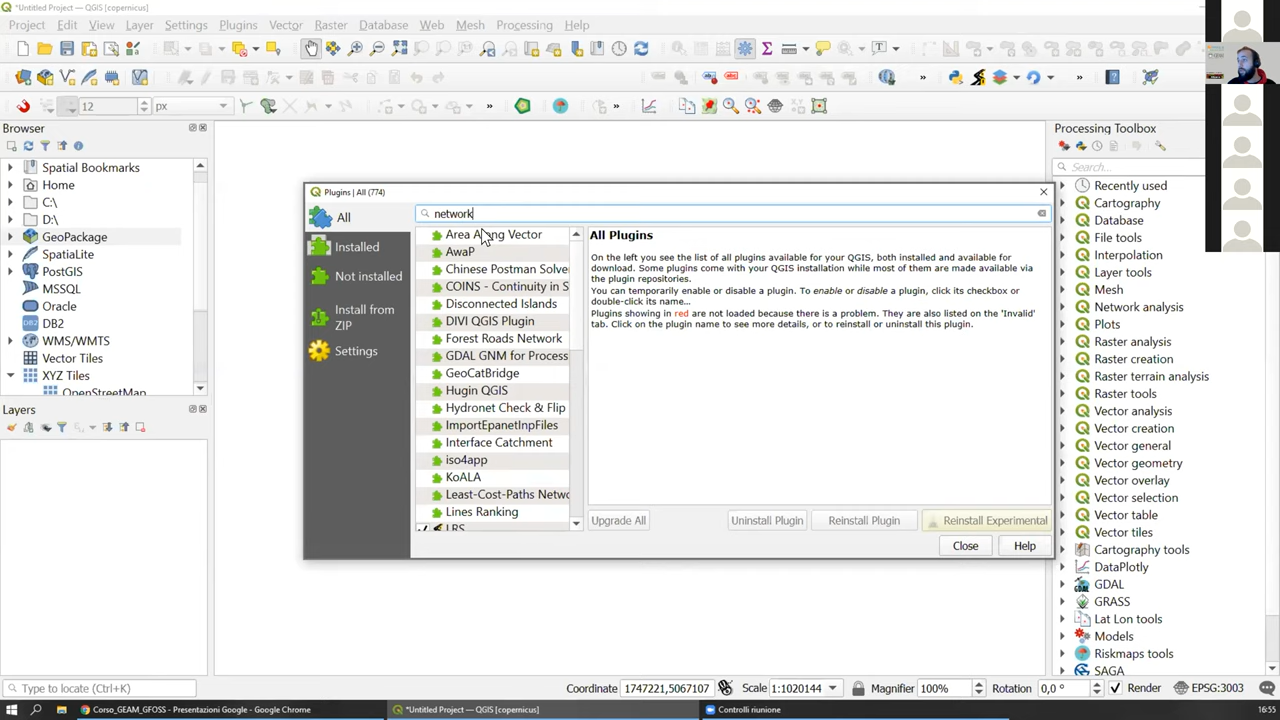 *Untitled Project — QGIS [copernicus]
Project Edit View Layer Settings Plugins Vector Raster Database Web Mesh Processing Help
12 px
Browser
Spatial Bookmarks
Home
C:\
D:\
GeoPackage
SpatiaLite
PostGIS
MSSQL
Oracle
DB2
WMS/WMTS
Vector Tiles
XYZ Tiles
OpenStreetMap
Layers
Plugins | All (774)
All
Installed
Not installed
Install from
ZIP
Settings
network
Area Along Vector
AwaP
Chinese Postman Solve
COINS - Continuity in S
Disconnected Islands
DIVI QGIS Plugin
Forest Roads Network
GDAL GNM for Process
GeoCatBridge
Hugin QGIS
Hydronet Check & Flip
ImportEpanetInpFiles
Interface Catchment
iso4app
KoALA
Least-Cost-Paths Netwo
Lines Ranking
LRS
All Plugins
On the left you see the list of all plugins available for your QGIS, both installed and available for
download. Some plugins come with your QGIS installation while most of them are made available via
the plugin repositories.
You can temporarily enable or disable a plugin. To enable or disable a plugin, click its checkbox or
double-click its name...
Plugins showing in red are not loaded because there is a problem. They are also listed on the 'Invalid'
tab. Click on the plugin name to see more details, or to reinstall or uninstall this plugin.
Upgrade All Uninstall Plugin Reinstall Plugin Reinstall Experimental
Close Help
Processing Toolbox
Search...
Recently used
Cartography
Database
File tools
Interpolation
Layer tools
Mesh
Network analysis
Plots
Raster analysis
Raster creation
Raster terrain analysis
Raster tools
Vector analysis
Vector creation
Vector general
Vector geometry
Vector overlay
Vector selection
Vector table
Vector tiles
Cartography tools
DataPlotly
GDAL
GRASS
Lat Lon tools
Models
Riskmaps tools
SAGA
Type to locate (Ctrl+K) Coordinate 1747221,5067107 Scale 1:1020144 Magnifier 100% Rotation 0,0 ° Render EPSG:3003
Corso_GEAM_GFOSS - Presentazioni Google - Google Chrome *Untitled Project — QGIS [copernicus] Controlli riunione 16:55